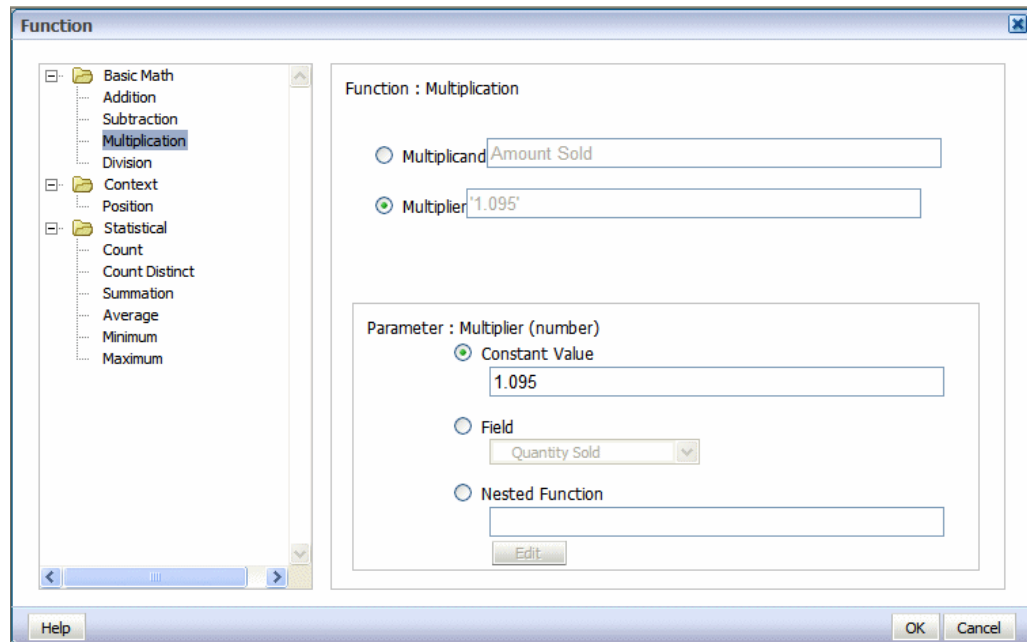 Function
Basic Math
Addition
Subtraction
Multiplication
Division
Context
Position
Statistical
Count
Count Distinct
Summation
Average
Minimum
Maximum
Function : Multiplication
Multiplicand Amount Sold
Multiplier '1.095'
Parameter : Multiplier (number)
Constant Value
1.095
Field
Quantity Sold
Nested Function
Edit
Help OK Cancel